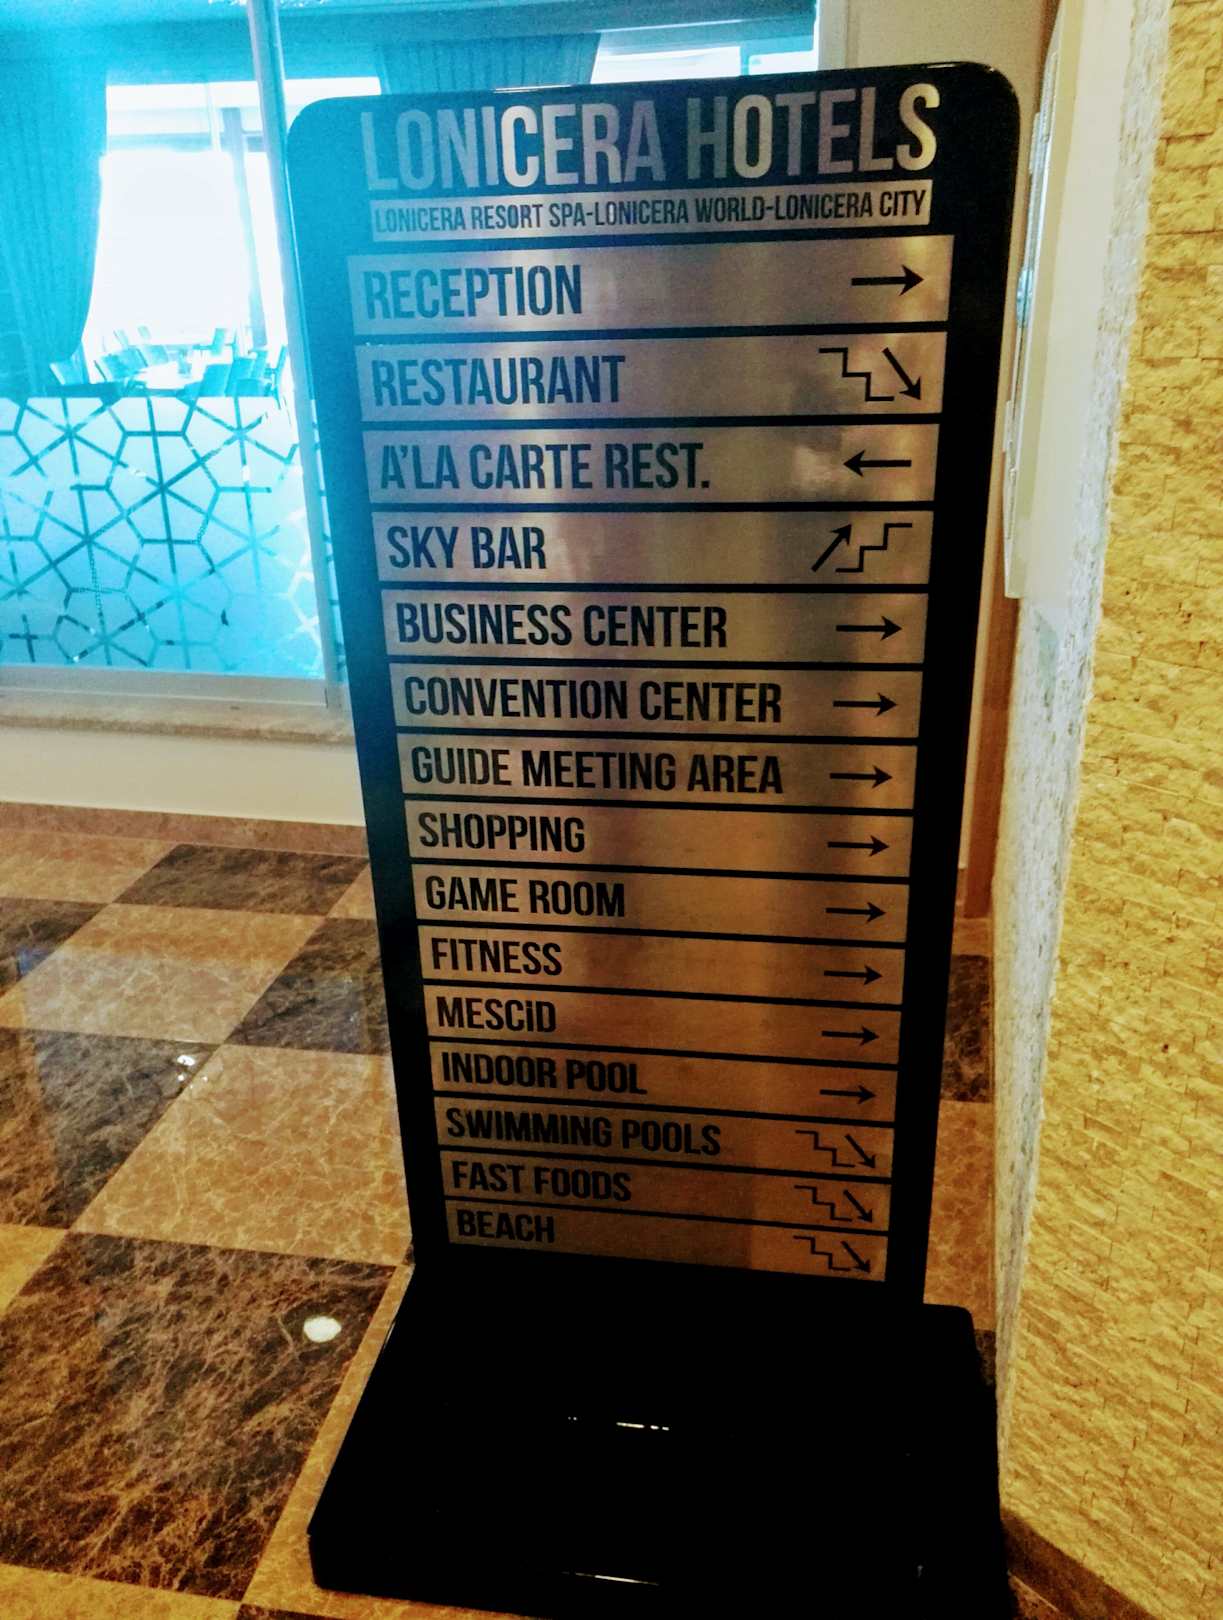 LONICERA HOTELS
LONICERA RESORT SPA-LONICERA WORLD-LONICERA CITY
RECEPTION
RESTAURANT
A'LA CARTE REST.
SKY BAR
BUSINESS CENTER
CONVENTION CENTER
GUIDE MEETING AREA
SHOPPING
GAME ROOM
FITNESS
MESCiD
INDOOR POOL
SWIMMING POOLS
FAST FOODS
BEACH